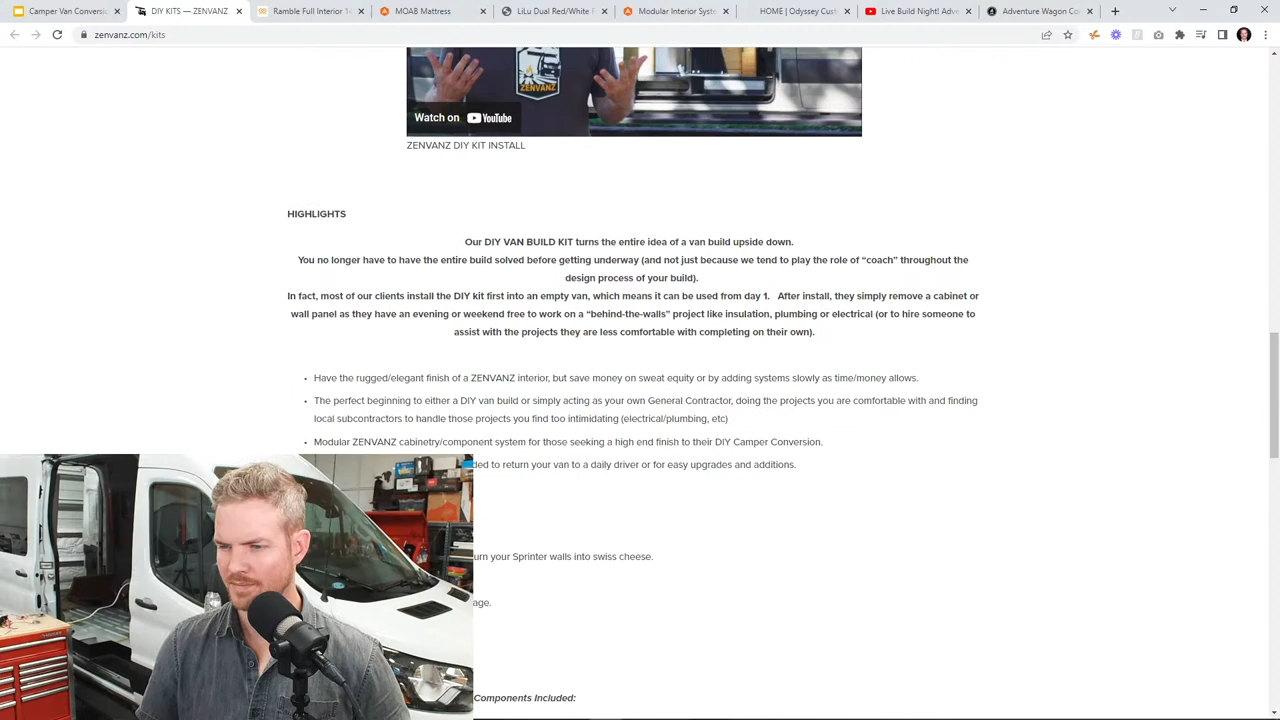 Camper Van Conversi
DIY KITS — ZENVANZ
Ramble Full Interior 1
MOAB Mattress
LiLu Dual Red/White
Modular Interior Syste
HOME | Odyssey Cust
Live Build Night! Adve
Adventure Wagon Co
zenvanz.com/kits
ZENVANZ
Watch on YouTube
ZENVANZ DIY KIT INSTALL
HIGHLIGHTS
Our DIY VAN BUILD KIT turns the entire idea of a van build upside down.
You no longer have to have the entire build solved before getting underway (and not just because we tend to play the role of “coach” throughout the
design process of your build).
In fact, most of our clients install the DIY kit first into an empty van, which means it can be used from day 1. After install, they simply remove a cabinet or
wall panel as they have an evening or weekend free to work on a “behind-the-walls” project like insulation, plumbing or electrical (or to hire someone to
assist with the projects they are less comfortable with completing on their own).
• Have the rugged/elegant finish of a ZENVANZ interior, but save money on sweat equity or by adding systems slowly as time/money allows.
• The perfect beginning to either a DIY van build or simply acting as your own General Contractor, doing the projects you are comfortable with and finding
local subcontractors to handle those projects you find too intimidating (electrical/plumbing, etc)
• Modular ZENVANZ cabinetry/component system for those seeking a high end finish to their DIY Camper Conversion.
ded to return your van to a daily driver or for easy upgrades and additions.
urn your Sprinter walls into swiss cheese.
age.
Components Included: